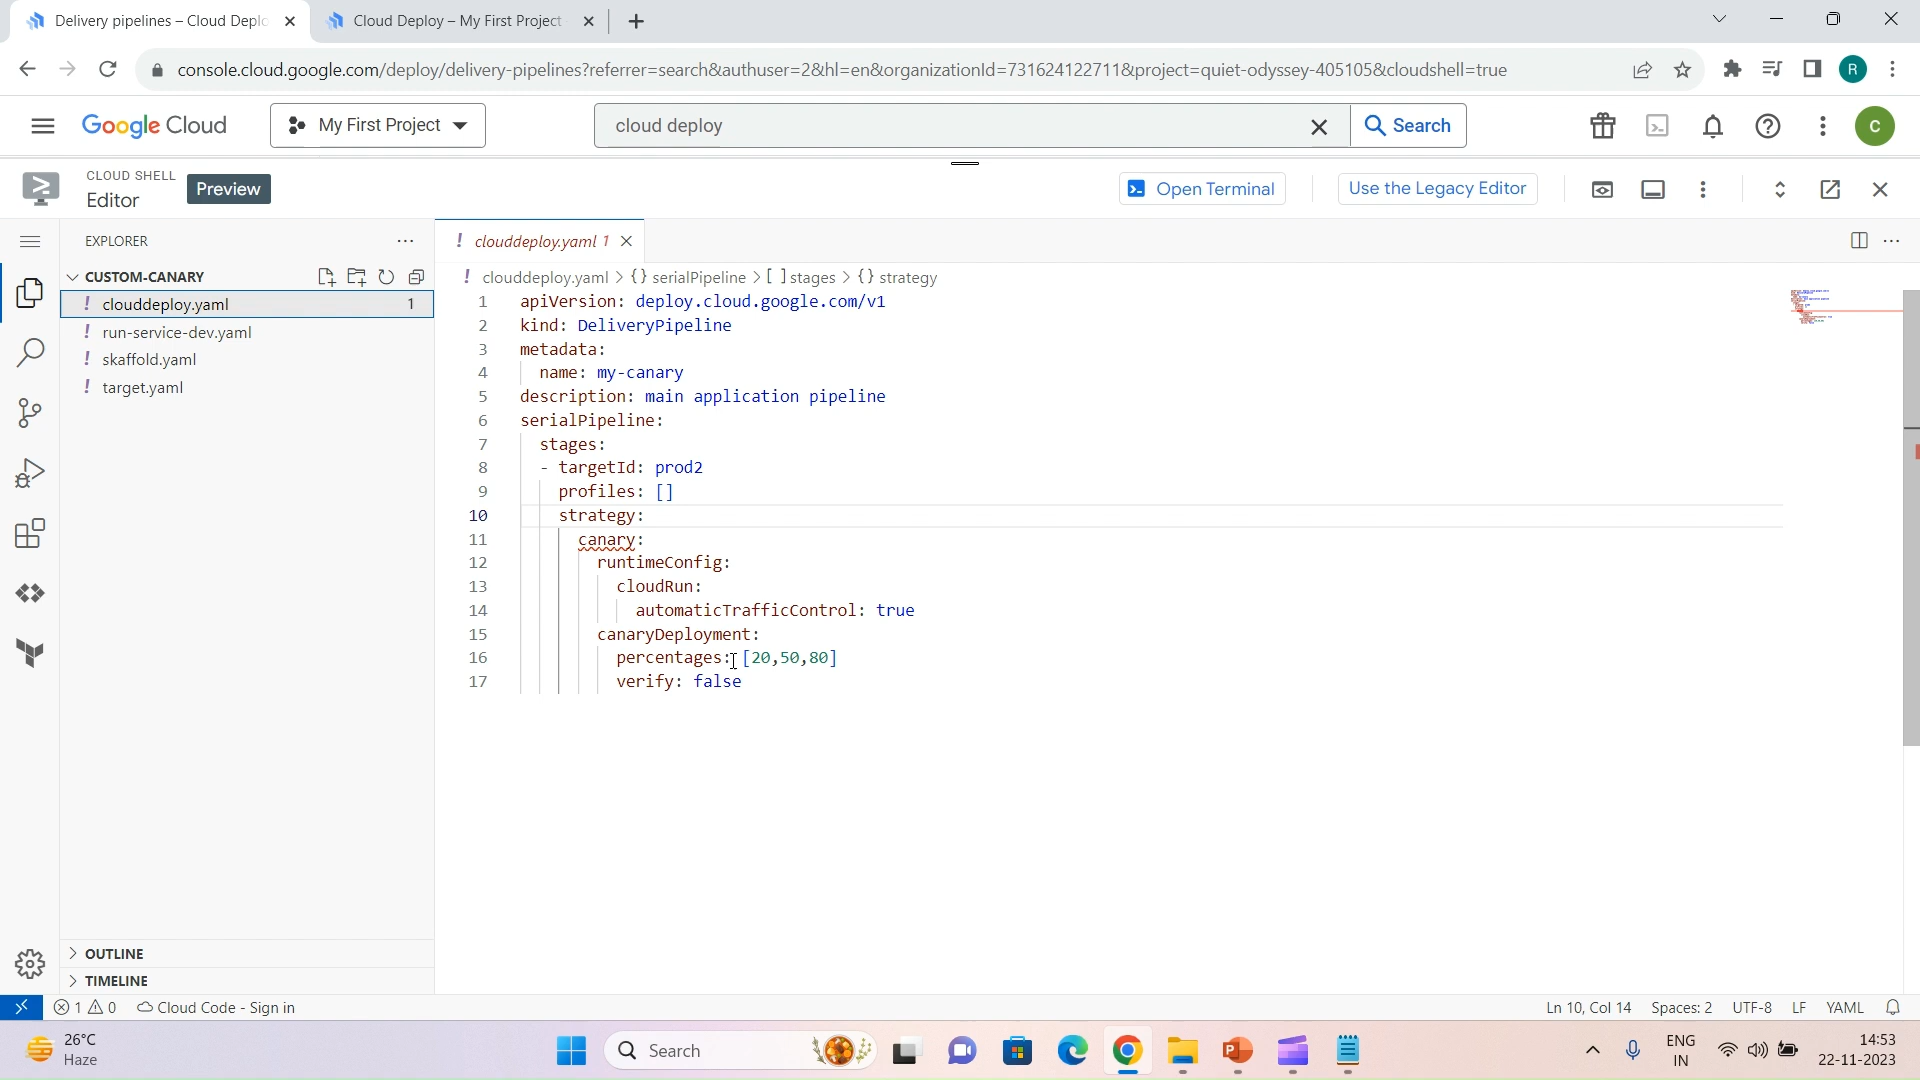 Delivery pipelines – Cloud Deplo
Cloud Deploy – My First Project
console.cloud.google.com/deploy/delivery-pipelines?referrer=search&authuser=2&hl=en&organizationId=731624122711&project=quiet-odyssey-405105&cloudshell=true
R
Google Cloud
My First Project
cloud deploy
Search
C
CLOUD SHELL
Editor
Preview
Open Terminal
Use the Legacy Editor
EXPLORER
CUSTOM-CANARY
! clouddeploy.yaml 1
! run-service-dev.yaml
! skaffold.yaml
! target.yaml
OUTLINE
TIMELINE
! clouddeploy.yaml 1
! clouddeploy.yaml > {} serialPipeline > [ ] stages > {} strategy
1 apiVersion: deploy.cloud.google.com/v1
2 kind: DeliveryPipeline
3 metadata:
4 name: my-canary
5 description: main application pipeline
6 serialPipeline:
7 stages:
8 - targetId: prod2
9 profiles: []
10 strategy:
11 canary:
12 runtimeConfig:
13 cloudRun:
14 automaticTrafficControl: true
15 canaryDeployment:
16 percentages: [20,50,80]
17 verify: false
1 0 Cloud Code - Sign in
Ln 10, Col 14 Spaces: 2 UTF-8 LF YAML
26°C
Haze
Search
ENG
IN
14:53
22-11-2023